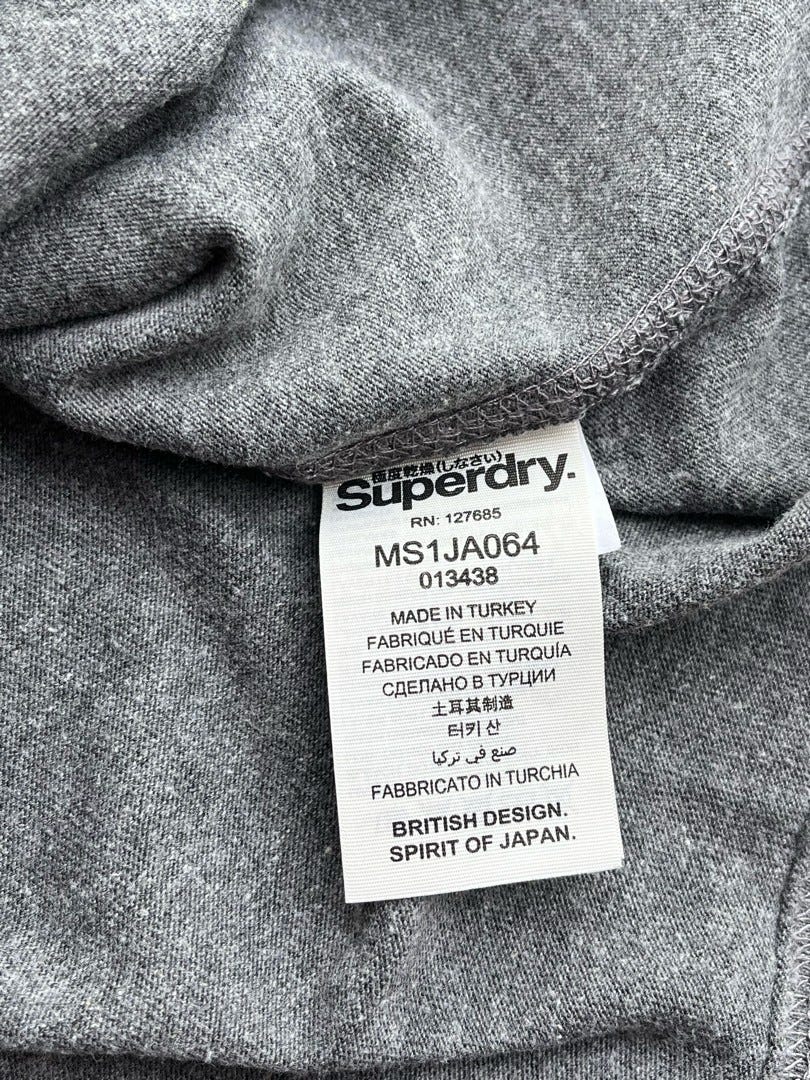 極度乾燥(しなさい)
Superdry.
RN: 127685
MS1JA064
013438
MADE IN TURKEY
FABRIQUÉ EN TURQUIE
FABRICADO EN TURQUÍA
СДЕЛАНО В ТУРЦИИ
土耳其制造
터키 산
صنع في تركيا
FABBRICATO IN TURCHIA
BRITISH DESIGN.
SPIRIT OF JAPAN.